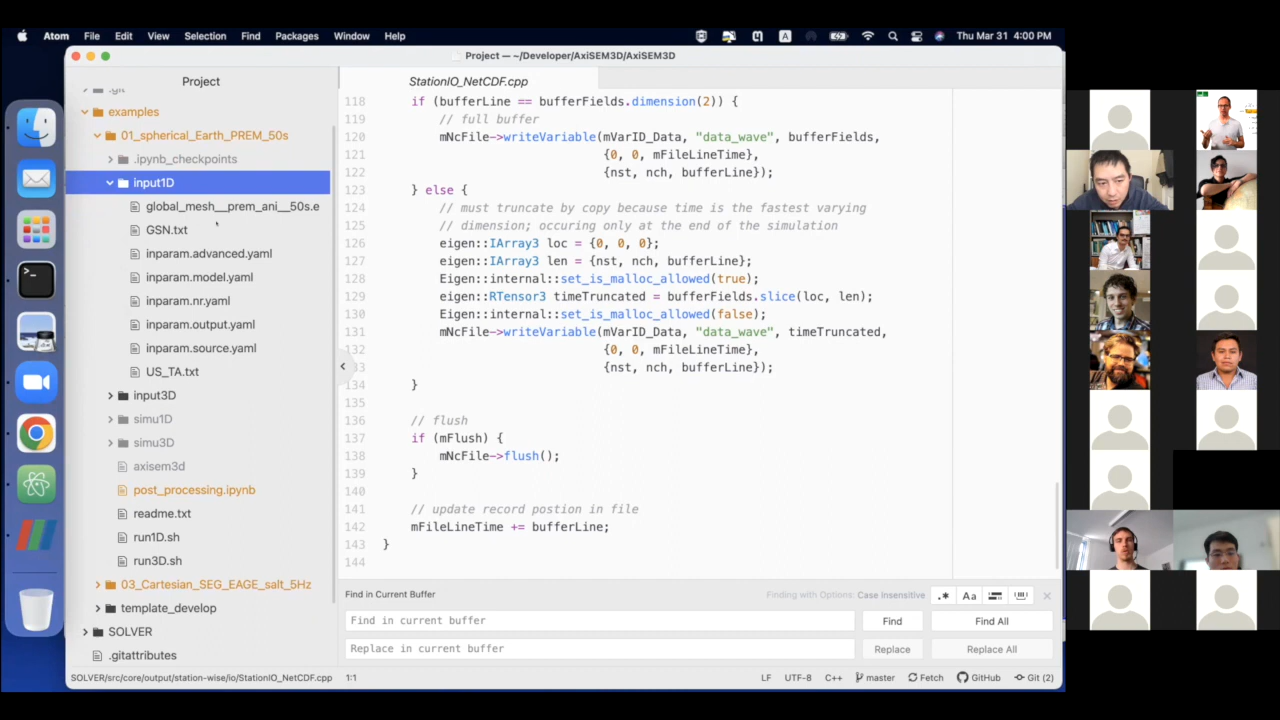 Atom File Edit View Selection Find Packages Window Help
Thu Mar 31 4:00 PM
Project — ~/Developer/AxiSEM3D/AxiSEM3D
Project
.git
examples
01_spherical_Earth_PREM_50s
.ipynb_checkpoints
input1D
global_mesh__prem_ani__50s.e
GSN.txt
inparam.advanced.yaml
inparam.model.yaml
inparam.nr.yaml
inparam.output.yaml
inparam.source.yaml
US_TA.txt
input3D
simu1D
simu3D
axisem3d
post_processing.ipynb
readme.txt
run1D.sh
run3D.sh
03_Cartesian_SEG_EAGE_salt_5Hz
template_develop
SOLVER
.gitattributes
StationIO_NetCDF.cpp
118 if (bufferLine == bufferFields.dimension(2)) {
119 // full buffer
120 mNcFile->writeVariable(mVarID_Data, "data_wave", bufferFields,
121 {0, 0, mFileLineTime},
122 {nst, nch, bufferLine});
123 } else {
124 // must truncate by copy because time is the fastest varying
125 // dimension; occuring only at the end of the simulation
126 eigen::IArray3 loc = {0, 0, 0};
127 eigen::IArray3 len = {nst, nch, bufferLine};
128 Eigen::internal::set_is_malloc_allowed(true);
129 eigen::RTensor3 timeTruncated = bufferFields.slice(loc, len);
130 Eigen::internal::set_is_malloc_allowed(false);
131 mNcFile->writeVariable(mVarID_Data, "data_wave", timeTruncated,
132 {0, 0, mFileLineTime},
133 {nst, nch, bufferLine});
134 }
135
136 // flush
137 if (mFlush) {
138 mNcFile->flush();
139 }
140
141 // update record postion in file
142 mFileLineTime += bufferLine;
143 }
144
Find in Current Buffer
Finding with Options: Case Insensitive
.* Aa
Find in current buffer
Find
Find All
Replace in current buffer
Replace
Replace All
SOLVER/src/core/output/station-wise/io/StationIO_NetCDF.cpp 1:1
LF UTF-8 C++ master Fetch GitHub Git (2)